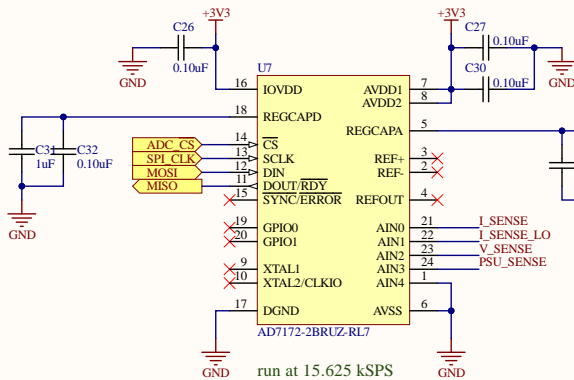 +3V3
C26
0.10uF
GND
+3V3
C27
0.10uF
C30
0.10uF
GND
U7
16 IOVDD
AVDD1 7
AVDD2 8
18 REGCAPD
REGCAPA 5
C31
1uF
C32
0.10uF
GND
ADC_CS 14 CS
SPI_CLK 13 SCLK
MOSI 12 DIN
MISO 11 DOUT/RDY
15 SYNC/ERROR
REF+ 3
REF- 2
REFOUT 4
19 GPIO0
20 GPIO1
AIN0 21 I_SENSE
AIN1 22 I_SENSE_LO
AIN2 23 V_SENSE
AIN3 24 PSU_SENSE
AIN4 1
9 XTAL1
10 XTAL2/CLKIO
17 DGND
AVSS 6
AD7172-2BRUZ-RL7
GND
GND
run at 15.625 kSPS